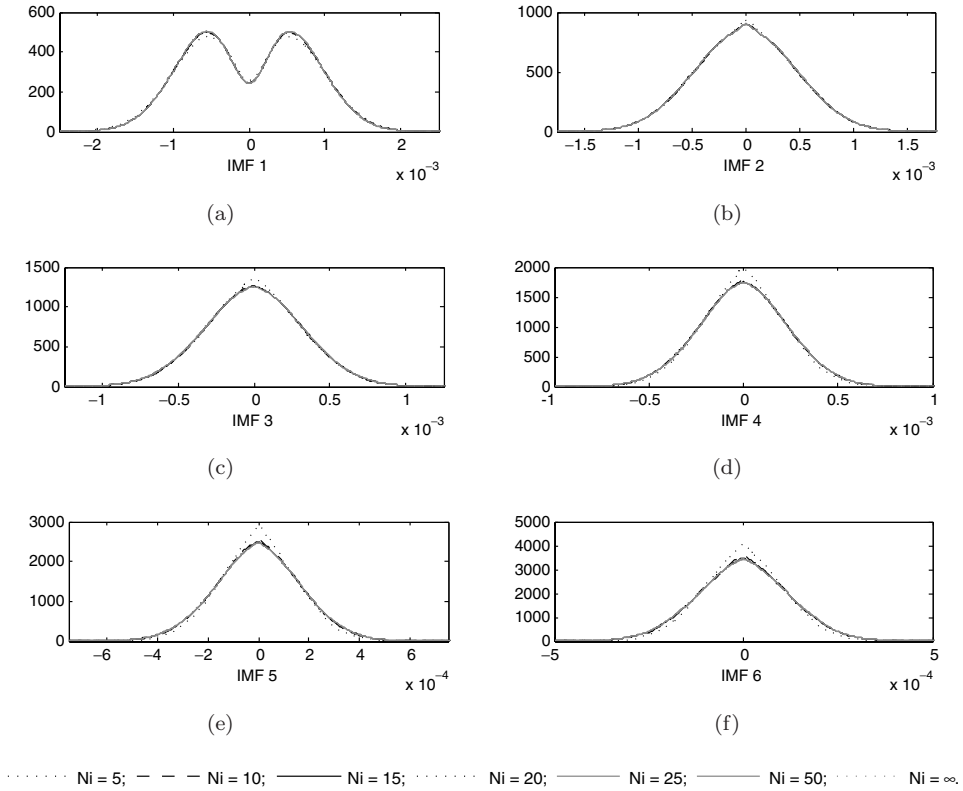 600
400
200
0
−2 −1 0 1 2
IMF 1
x 10−3
(a)
1000
500
0
−1.5 −1 −0.5 0 0.5 1 1.5
IMF 2
x 10−3
(b)
1500
1000
500
0
−1 −0.5 0 0.5 1
IMF 3
x 10−3
(c)
2000
1500
1000
500
0
-1 −0.5 0 0.5 1
IMF 4
x 10−3
(d)
3000
2000
1000
0
−6 −4 −2 0 2 4 6
IMF 5
x 10−4
(e)
5000
4000
3000
2000
1000
0
−5 0 5
IMF 6
x 10−4
(f)
Ni = 5; Ni = 10; Ni = 15; Ni = 20; Ni = 25; Ni = 50; Ni = ∞.